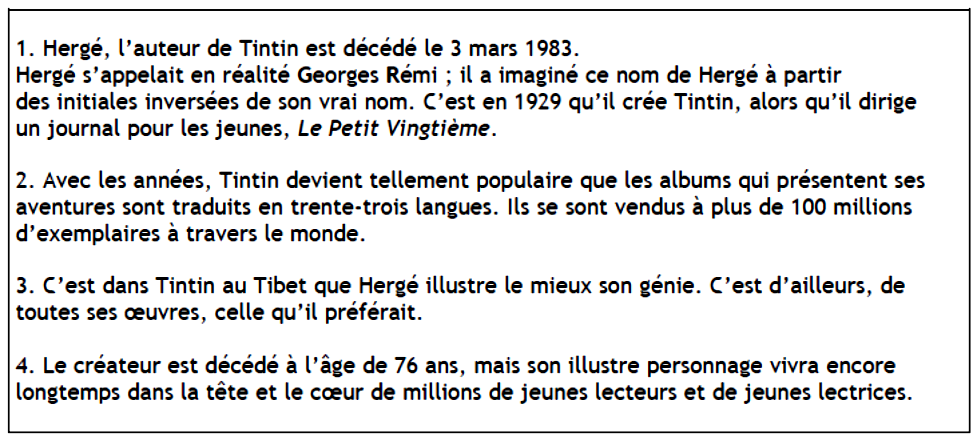 1. Hergé, l’auteur de Tintin est décédé le 3 mars 1983.
Hergé s’appelait en réalité Georges Rémi ; il a imaginé ce nom de Hergé à partir
des initiales inversées de son vrai nom. C’est en 1929 qu’il crée Tintin, alors qu’il dirige
un journal pour les jeunes, Le Petit Vingtième.
2. Avec les années, Tintin devient tellement populaire que les albums qui présentent ses
aventures sont traduits en trente-trois langues. Ils se sont vendus à plus de 100 millions
d’exemplaires à travers le monde.
3. C’est dans Tintin au Tibet que Hergé illustre le mieux son génie. C’est d’ailleurs, de
toutes ses œuvres, celle qu’il préférait.
4. Le créateur est décédé à l’âge de 76 ans, mais son illustre personnage vivra encore
longtemps dans la tête et le cœur de millions de jeunes lecteurs et de jeunes lectrices.